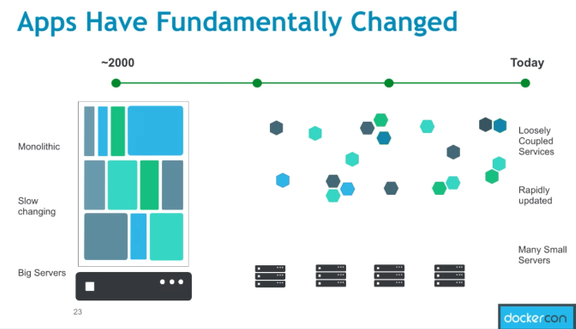 Apps Have Fundamentally Changed
~2000
Today
Monolithic
Slow
changing
Big Servers
Loosely
Coupled
Services
Rapidly
updated
Many Small
Servers
23
dockercon